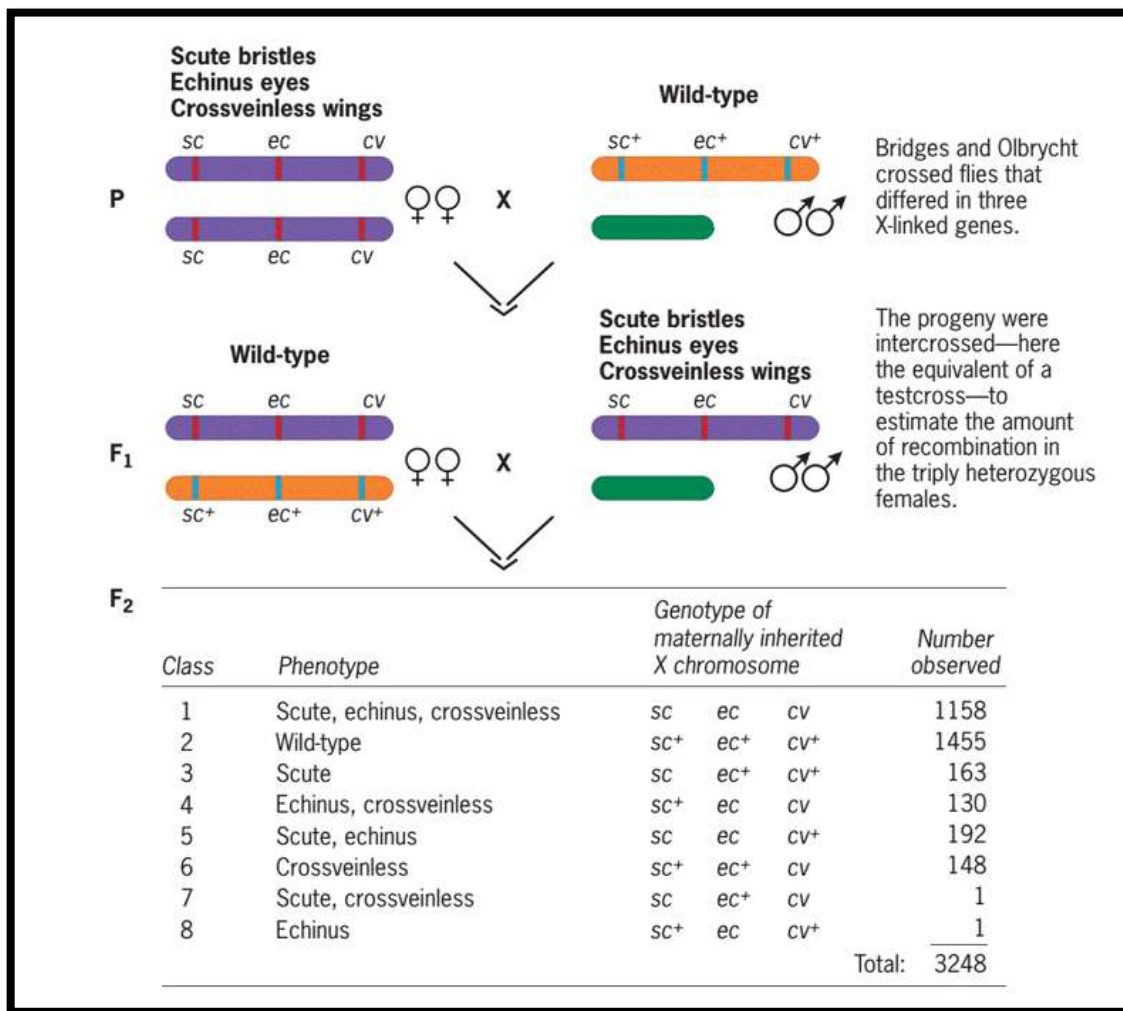 Scute bristles
Echinus eyes
Crossveinless wings
sc ec cv
P
♀♀ X
sc ec cv
Wild-type
sc+ ec+ cv+
♂♂
Bridges and Olbrycht
crossed flies that
differed in three
X-linked genes.
Wild-type
sc ec cv
F1
♀♀ X
sc+ ec+ cv+
Scute bristles
Echinus eyes
Crossveinless wings
sc ec cv
♂♂
The progeny were
intercrossed—here
the equivalent of a
testcross—to
estimate the amount
of recombination in
the triply heterozygous
females.
F2
Class Phenotype Genotype of
maternally inherited
X chromosome Number
observed
1 Scute, echinus, crossveinless sc ec cv 1158
2 Wild-type sc+ ec+ cv+ 1455
3 Scute sc ec+ cv+ 163
4 Echinus, crossveinless sc+ ec cv 130
5 Scute, echinus sc ec cv+ 192
6 Crossveinless sc+ ec+ cv 148
7 Scute, crossveinless sc ec+ cv 1
8 Echinus sc+ ec cv+ 1
Total: 3248